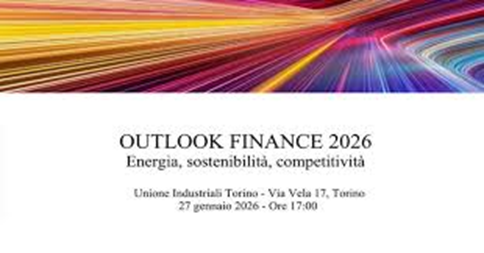 OUTLOOK FINANCE 2026
Energia, sostenibilità, competitività
Unione Industriali Torino - Via Vela 17, Torino
27 gennaio 2026 - Ore 17:00